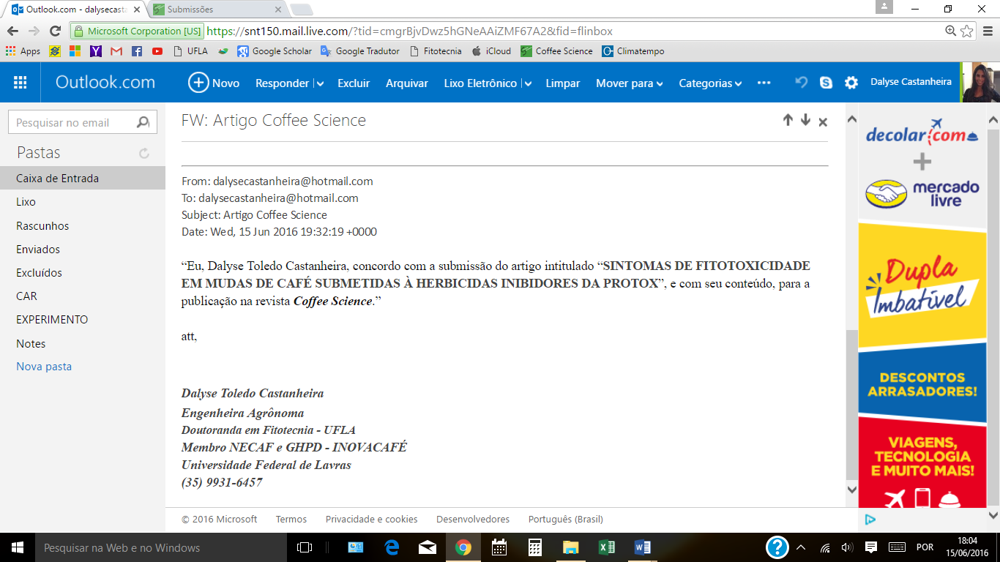 Outlook.com - dalysecasta
Submissões
Microsoft Corporation [US]
https://snt150.mail.live.com/?tid=cmgrBjvDwz5hGNeAAiZMF67A2&fid=flinbox
Apps
UFLA
Google Scholar
Google Tradutor
Fitotecnia
iCloud
Coffee Science
Climatempo
Outlook.com
Novo
Responder
Excluir
Arquivar
Lixo Eletrônico
Limpar
Mover para
Categorias
Dalyse Castanheira
Pesquisar no email
Pastas
Caixa de Entrada
Lixo
Rascunhos
Enviados
Excluídos
CAR
EXPERIMENTO
Notes
Nova pasta
FW: Artigo Coffee Science
From: dalysecastanheira@hotmail.com
To: dalysecastanheira@hotmail.com
Subject: Artigo Coffee Science
Date: Wed, 15 Jun 2016 19:32:19 +0000
“Eu, Dalyse Toledo Castanheira, concordo com a submissão do artigo intitulado “SINTOMAS DE FITOTOXICIDADE
EM MUDAS DE CAFÉ SUBMETIDAS À HERBICIDAS INIBIDORES DA PROTOX”, e com seu conteúdo, para a
publicação na revista Coffee Science.”
att,
Dalyse Toledo Castanheira
Engenheira Agrônoma
Doutoranda em Fitotecnia - UFLA
Membro NECAF e GHPD - INOVACAFÉ
Universidade Federal de Lavras
(35) 9931-6457
decolar.com
+
mercado
livre
Dupla
Imbatível
DESCONTOS
ARRASADORES!
VIAGENS,
TECNOLOGIA
E MUITO MAIS!
© 2016 Microsoft
Termos
Privacidade e cookies
Desenvolvedores
Português (Brasil)
Pesquisar na Web e no Windows
POR
18:04
15/06/2016